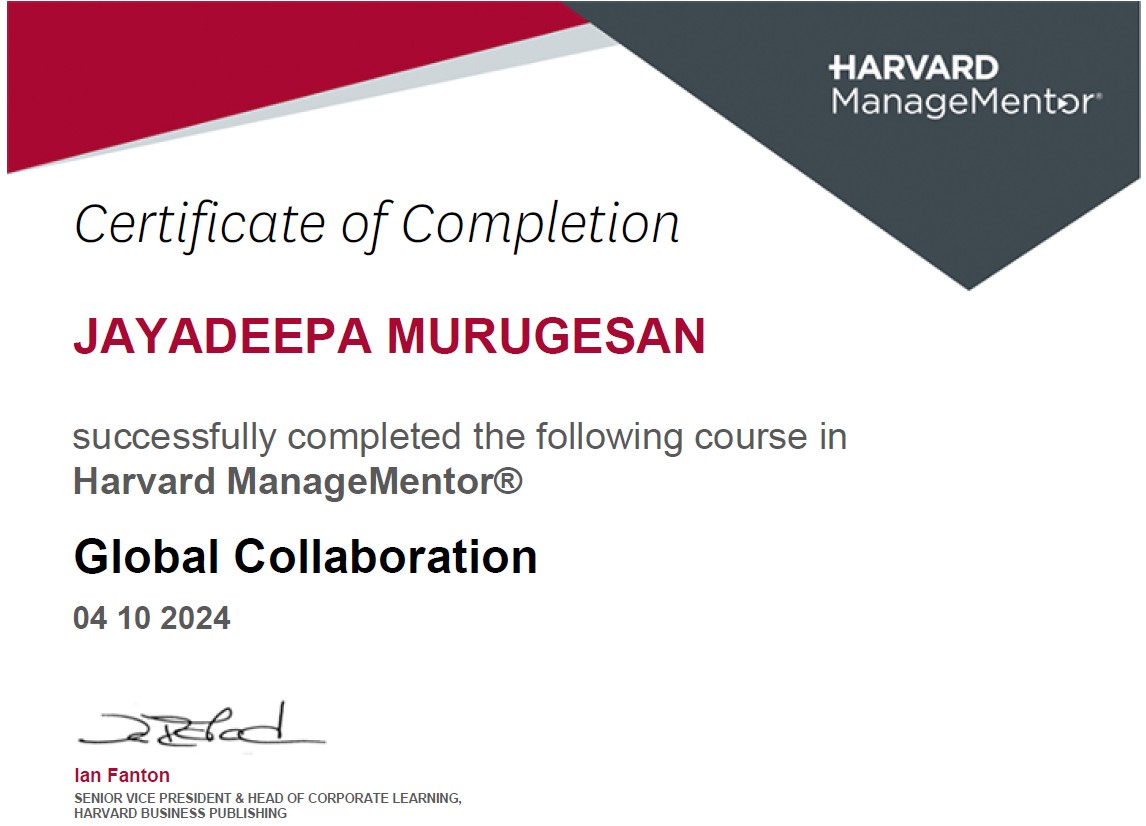 HARVARD
ManageMentor®
Certificate of Completion
JAYADEEPA MURUGESAN
successfully completed the following course in
Harvard ManageMentor®
Global Collaboration
04 10 2024
Ian Fanton
SENIOR VICE PRESIDENT & HEAD OF CORPORATE LEARNING,
HARVARD BUSINESS PUBLISHING